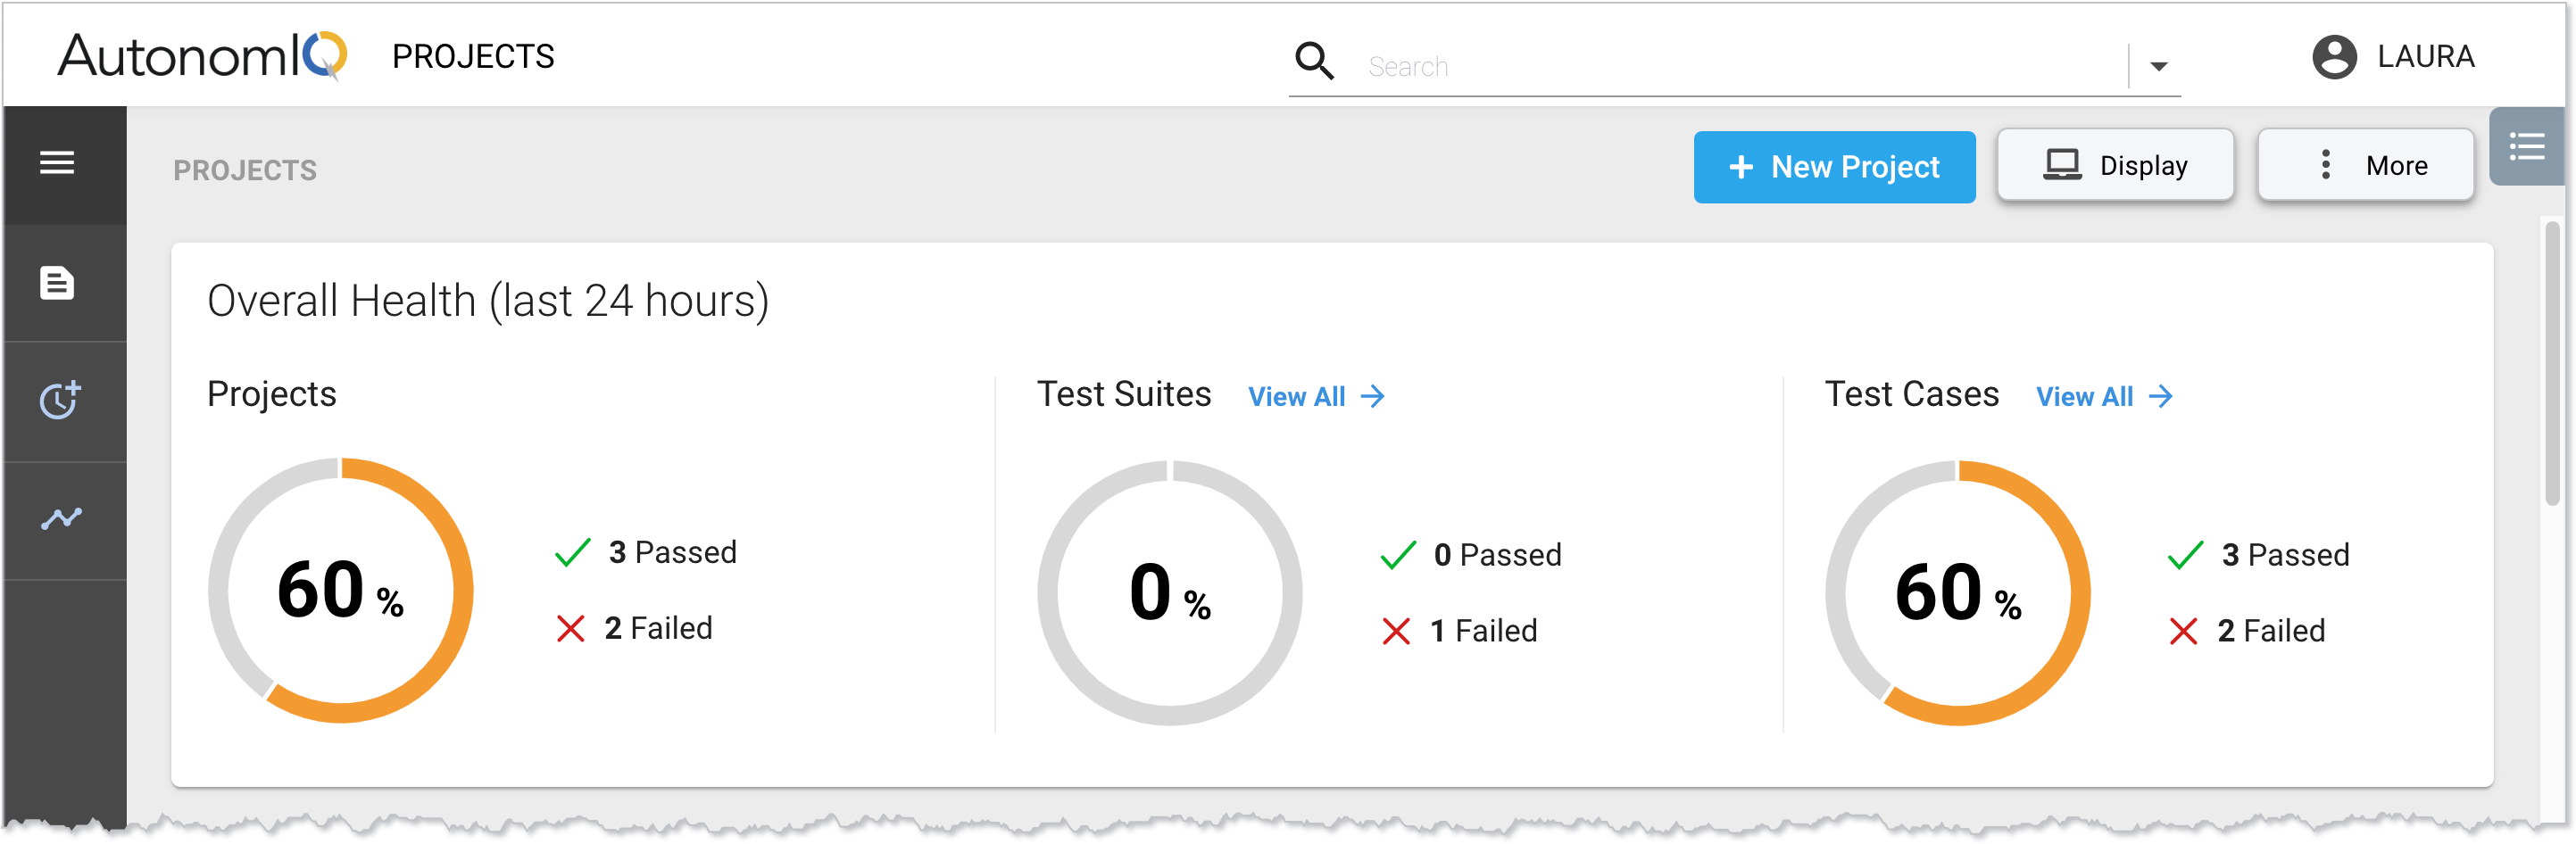 AutonomIQ PROJECTS Search LAURA
PROJECTS + New Project Display More
Overall Health (last 24 hours)
Projects
60 %
3 Passed
2 Failed
Test Suites View All →
0 %
0 Passed
1 Failed
Test Cases View All →
60 %
3 Passed
2 Failed